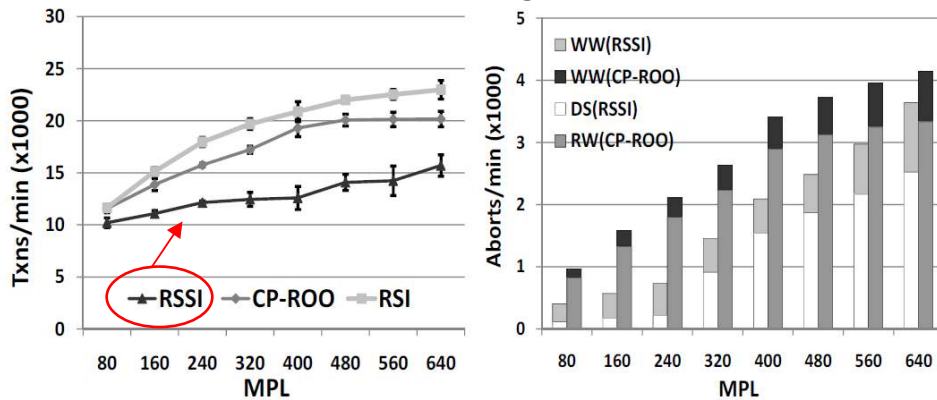 Txns/min (x1000)
30
25
20
15
10
5
0
RSSI CP-ROO RSI
80 160 240 320 400 480 560 640
MPL
Aborts/min (x1000)
5
4
3
2
1
0
WW(RSSI)
WW(CP-ROO)
DS(RSSI)
RW(CP-ROO)
80 160 240 320 400 480 560 640
MPL